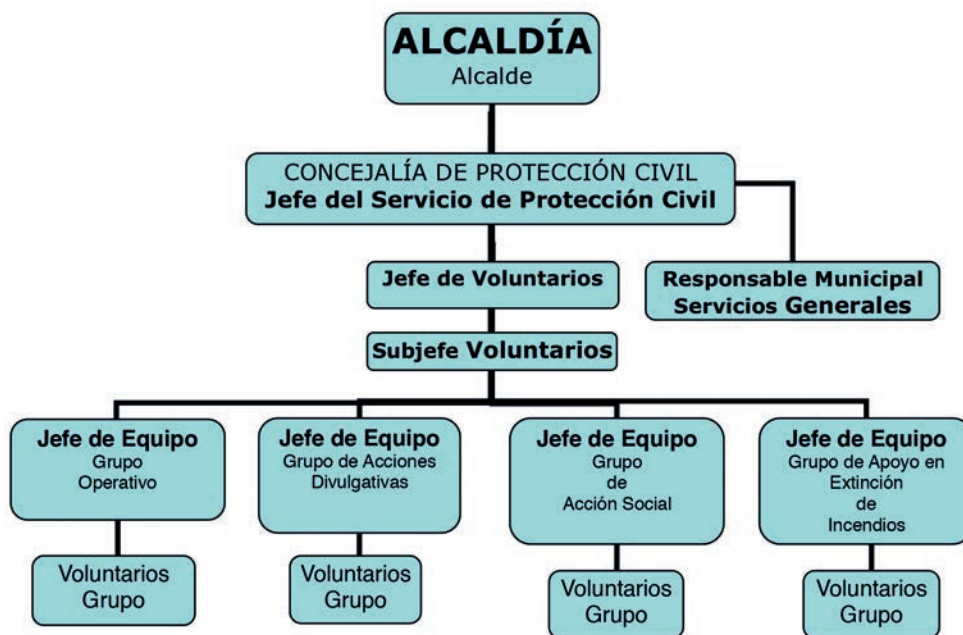 ALCALDÍA
Alcalde
CONCEJALÍA DE PROTECCIÓN CIVIL
Jefe del Servicio de Protección Civil
Jefe de Voluntarios
Responsable Municipal
Servicios Generales
Subjefe Voluntarios
Jefe de Equipo
Grupo
Operativo
Jefe de Equipo
Grupo de Acciones
Divulgativas
Jefe de Equipo
Grupo
de
Acción Social
Jefe de Equipo
Grupo de Apoyo en
Extinción
de
Incendios
Voluntarios
Grupo
Voluntarios
Grupo
Voluntarios
Grupo
Voluntarios
Grupo